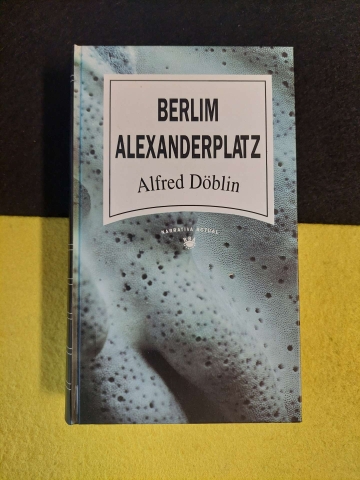 BERLIM
ALEXANDERPLATZ
Alfred Döblin
NARRATIVA ACTUAL